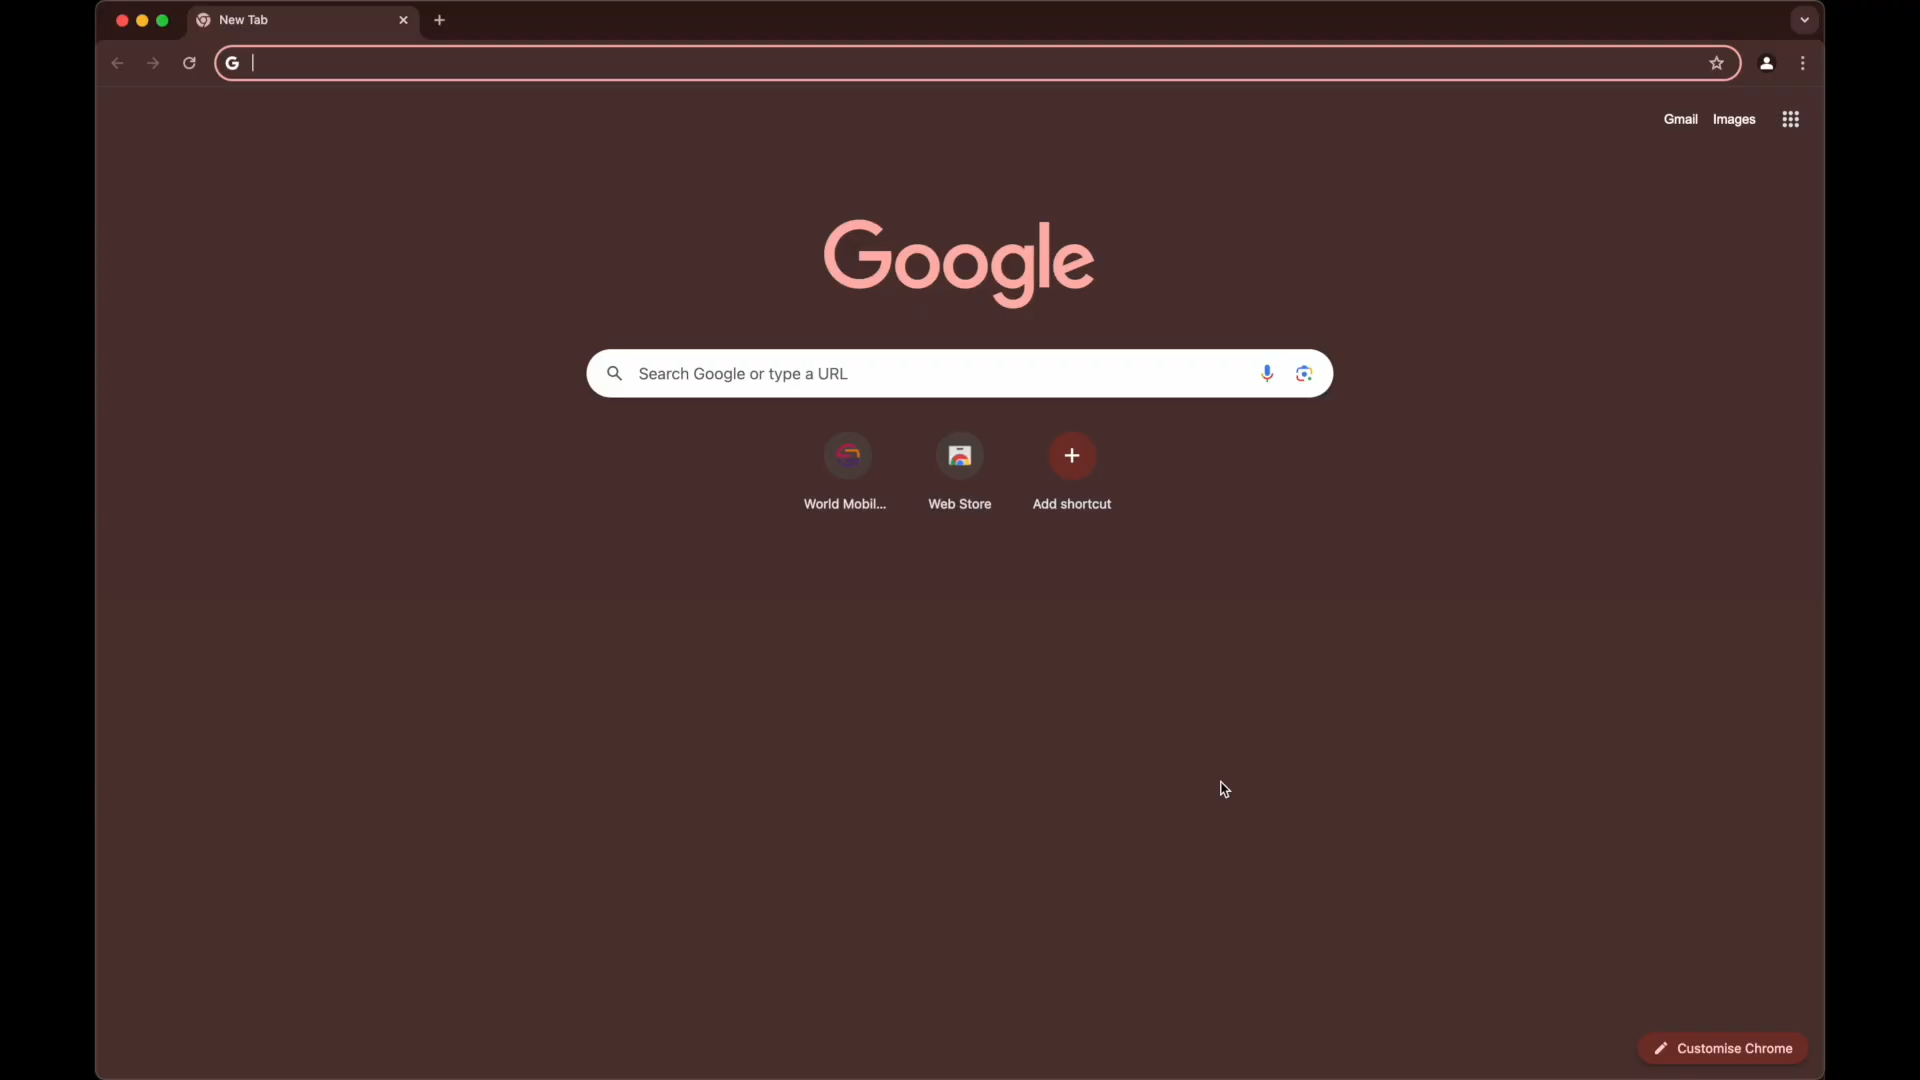 New Tab
Gmail Images
Google
Search Google or type a URL
World Mobil...
Web Store
Add shortcut
Customise Chrome